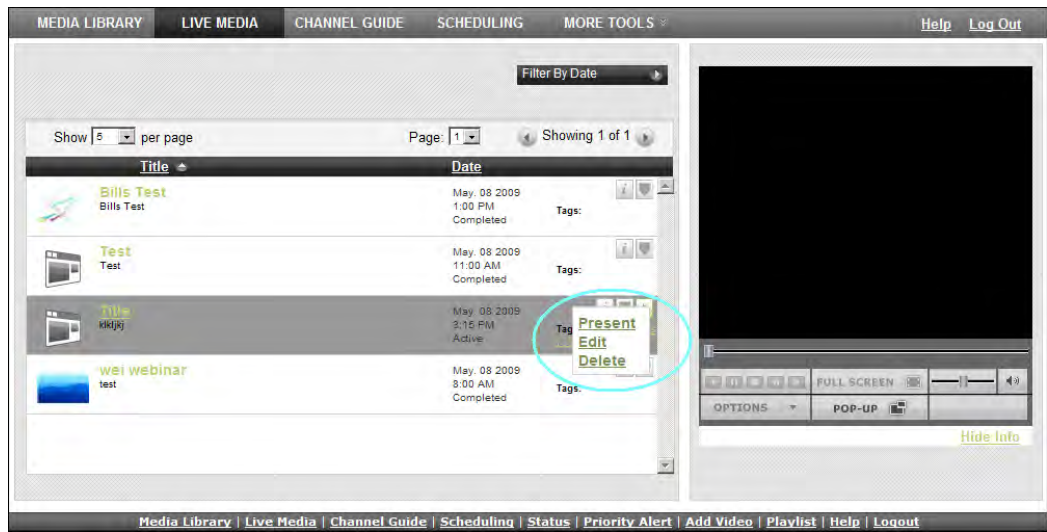 MEDIA LIBRARY LIVE MEDIA CHANNEL GUIDE SCHEDULING MORE TOOLS Help Log Out
Filter By Date
Show 5 per page Page: 1 Showing 1 of 1
Title Date
Bills Test
Bills Test
May. 08 2009
1:00 PM
Completed
Tags:
Test
Test
May. 08 2009
11:00 AM
Completed
Tags:
Title
klkljkj
May. 08 2009
3:15 PM
Active
Tag
Present
Edit
Delete
wei webinar
test
May. 08 2009
8:00 AM
Completed
Tags:
FULL SCREEN
OPTIONS POP-UP
Hide Info
Media Library | Live Media | Channel Guide | Scheduling | Status | Priority Alert | Add Video | Playlist | Help | Logout